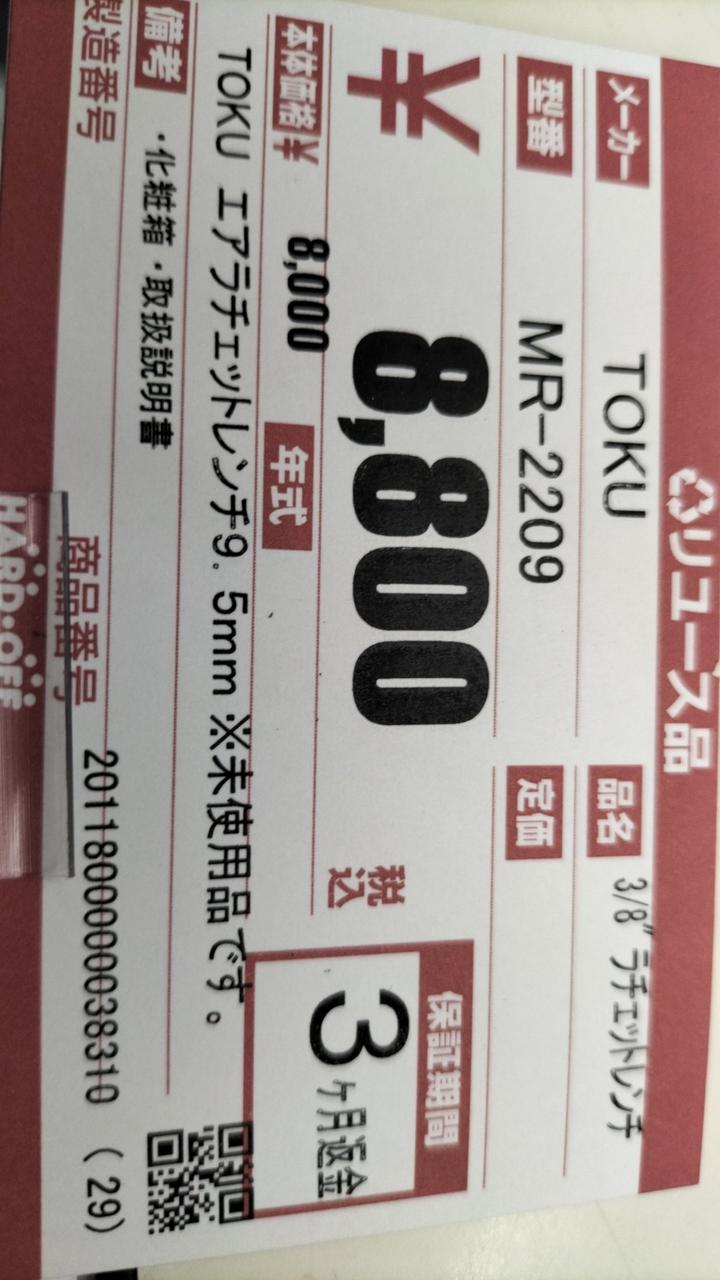 リユース品
メーカー TOKU 品名 3/8" ラチェットレンチ
型番 MR-2209 定価
¥ 8,800 税込
保証期間
3ヶ月返金
本体価格¥ 8,000 年式
TOKU エアラチェットレンチ9.5mm ※未使用品です。
備考 ・化粧箱・取扱説明書
製造番号 商品番号 2011800000038310 (29)
HARD・OFF